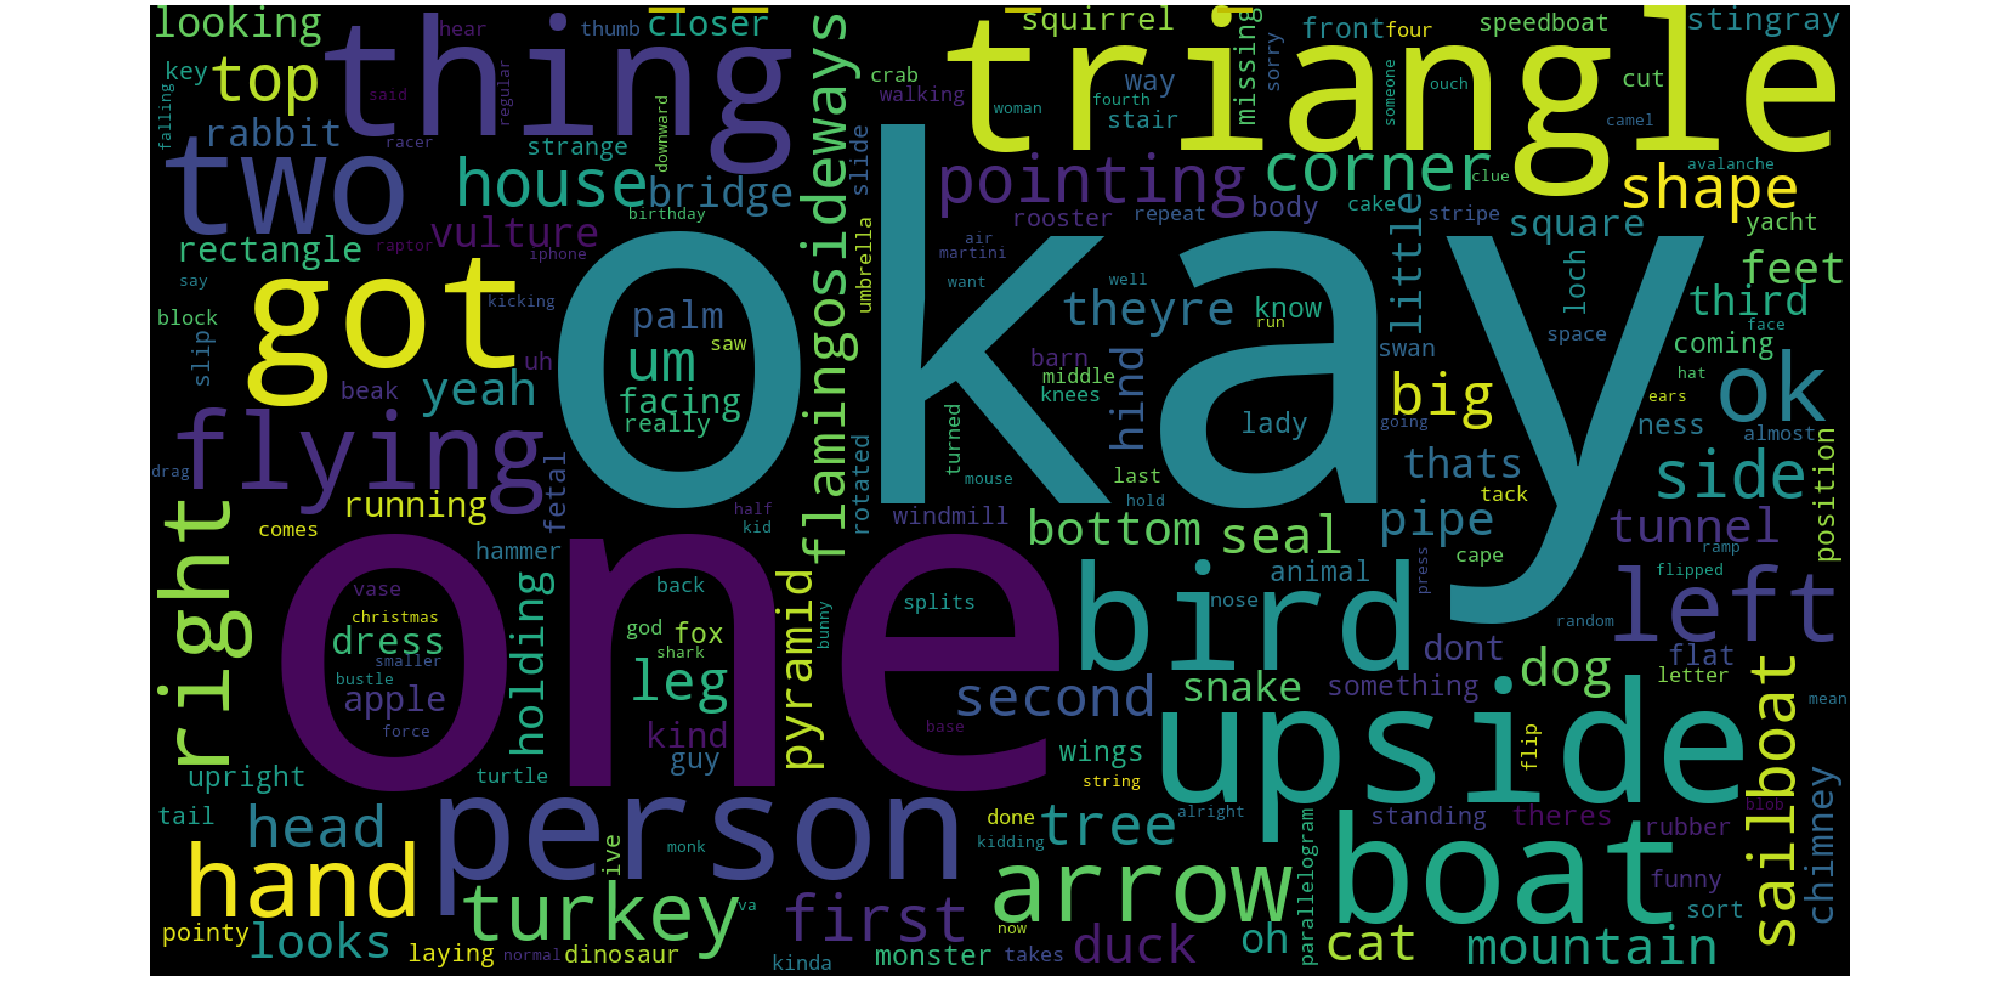 looking
hear
thumb
closer
squirrel
missing
sorry
front
four
speedboat
stingray
key
top
thing
sideways
crab
way
triangle
someone
ouch
cut
falling
said
regular
walking
woman
fourth
stair
camel
rabbit
racer
strange
downward
slide
avalanche
two
house
bridge
pointing
corner
clue
shape
birthday
rooster
repeat
body
cake
little
stripe
square
yacht
rectangle
raptor
vulture
iphone
umbrella
air
martini
say
got
kicking
okay
want
well
theyre
know
run
loch
feet
third
block
slip
palm
um
saw
barn
middle
knees
hind
swan
space
face
coming
uh
beak
yeah
facing
really
flamingo
lady
going
big
ears
hat
ok
ness
almost
flying
drag
fetal
rotated
turned
mouse
last
hold
thats
tack
side
position
right
running
comes
half
kid
windmill
bottom
seal
pipe
tunnel
hammer
cape
ramp
one
vase
christmas
holding
back
pyramid
bunny
splits
bird
animal
nose
press
flipped
left
random
dress
smaller
bustle
god
fox
shark
leg
dont
flat
dog
letter
apple
force
second
snake
something
sailboat
mean
kind
guy
base
wings
string
upside
flip
upright
turtle
tail
person
head
ive
monk
done
kidding
tree
alright
parallelogram
standing
theres
blob
rubber
chimney
hand
turkey
va
first
now
arrow
boat
funny
sort
pointy
looks
laying
normal
dinosaur
kinda
monster
takes
duck
oh
cat
mountain